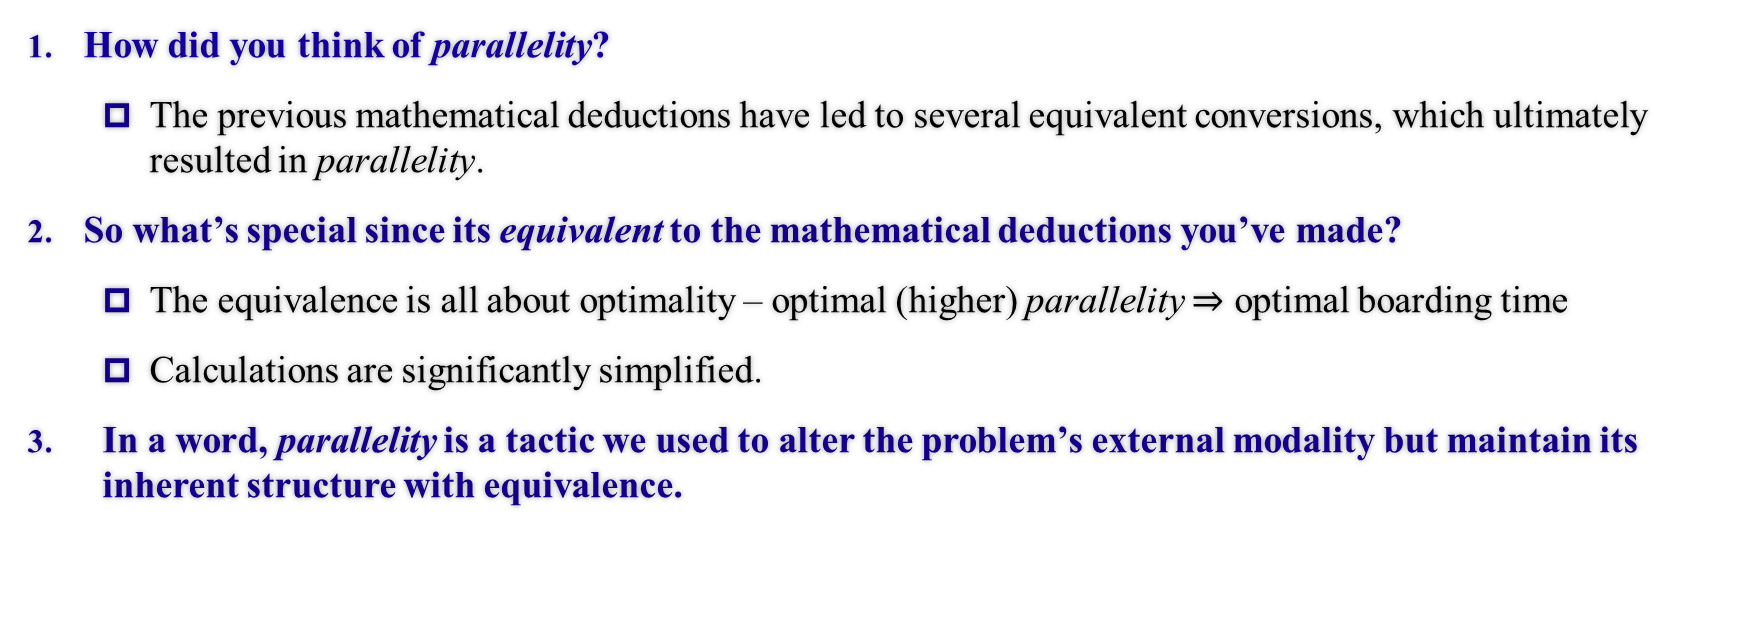 1. How did you think of parallelity?
The previous mathematical deductions have led to several equivalent conversions, which ultimately
resulted in parallelity.
2. So what’s special since its equivalent to the mathematical deductions you’ve made?
The equivalence is all about optimality – optimal (higher) parallelity ⇒ optimal boarding time
Calculations are significantly simplified.
3. In a word, parallelity is a tactic we used to alter the problem’s external modality but maintain its
inherent structure with equivalence.